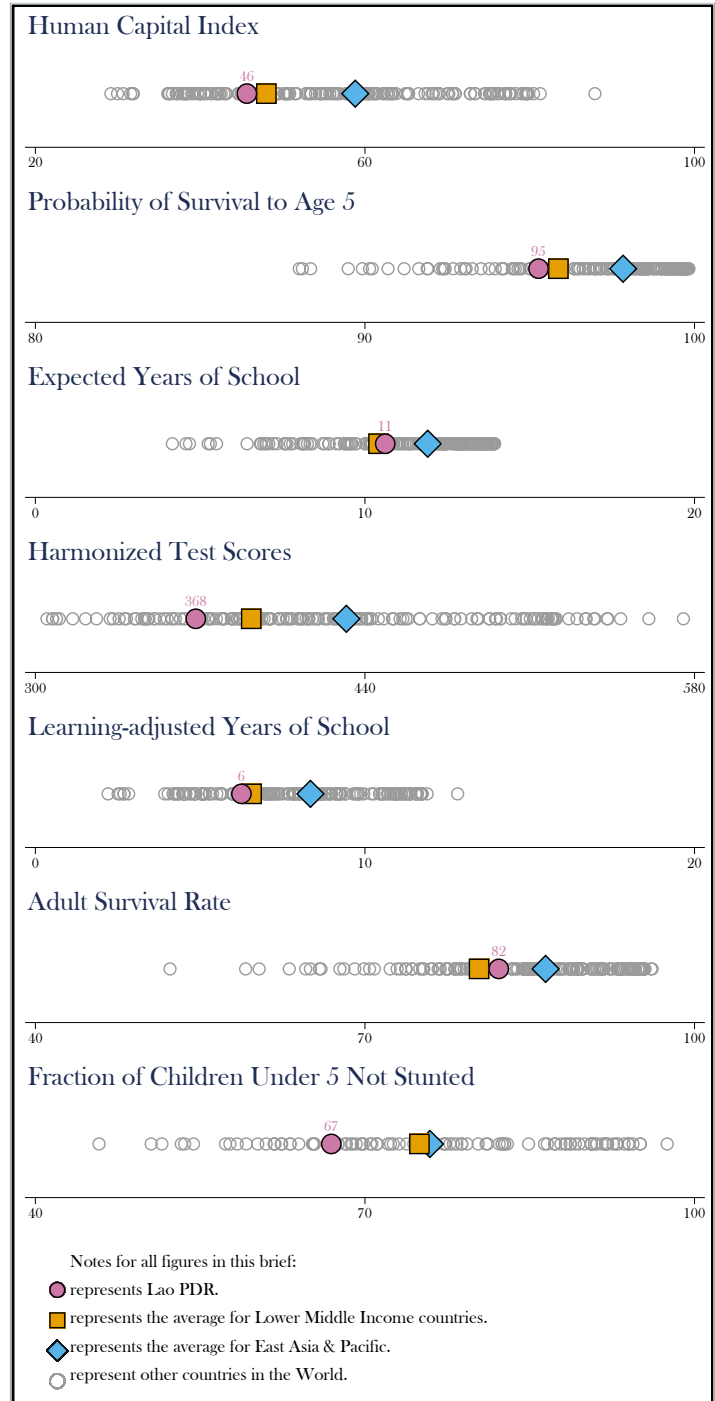 Human Capital Index
46
20 60 100
Probability of Survival to Age 5
95
80 90 100
Expected Years of School
11
0 10 20
Harmonized Test Scores
368
300 440 580
Learning-adjusted Years of School
6
0 10 20
Adult Survival Rate
82
40 70 100
Fraction of Children Under 5 Not Stunted
67
40 70 100
Notes for all figures in this brief:
represents Lao PDR.
represents the average for Lower Middle Income countries.
represents the average for East Asia & Pacific.
represent other countries in the World.